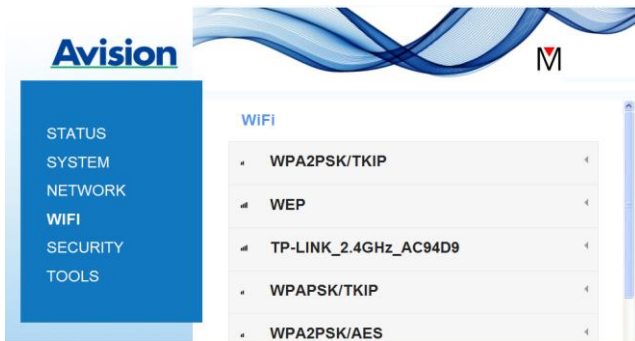 Avision
M
STATUS
SYSTEM
NETWORK
WIFI
SECURITY
TOOLS
WiFi
WPA2PSK/TKIP
WEP
TP-LINK_2.4GHz_AC94D9
WPAPSK/TKIP
WPA2PSK/AES